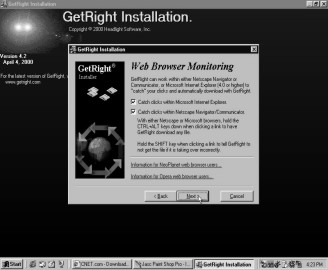 GetRight Installation
GetRight Installation.
Copyright © 2000 Headlight Software, Inc.
Version 4.2
April 4, 2000
For the latest version of GetRight, v
www.getright.com
GetRight Installation
GetRight®
Installer
Web Browser Monitoring
GetRight can work within either Netscape Navigator or
Communicator, or Microsoft Internet Explorer (4.0 or higher) to
"catch" your clicks and automatically download with GetRight.
Catch clicks within Microsoft Internet Explorer.
Catch clicks within Netscape Navigator/Communicator.
With either Netscape or Microsoft browsers, hold the
CTRL+ALT keys down when clicking a link to have
GetRight download any file.
Hold the SHIFT key when clicking a link to tell GetRight to
not get the file if it is taking over incorrectly.
Information for NeoPlanet web browser users...
Information for Opera web browser users...
< Back
Next >
Cancel
Start
CNET.com - Download...
Jasc Paint Shop Pro - I...
GetRight Installation
4:23 PM